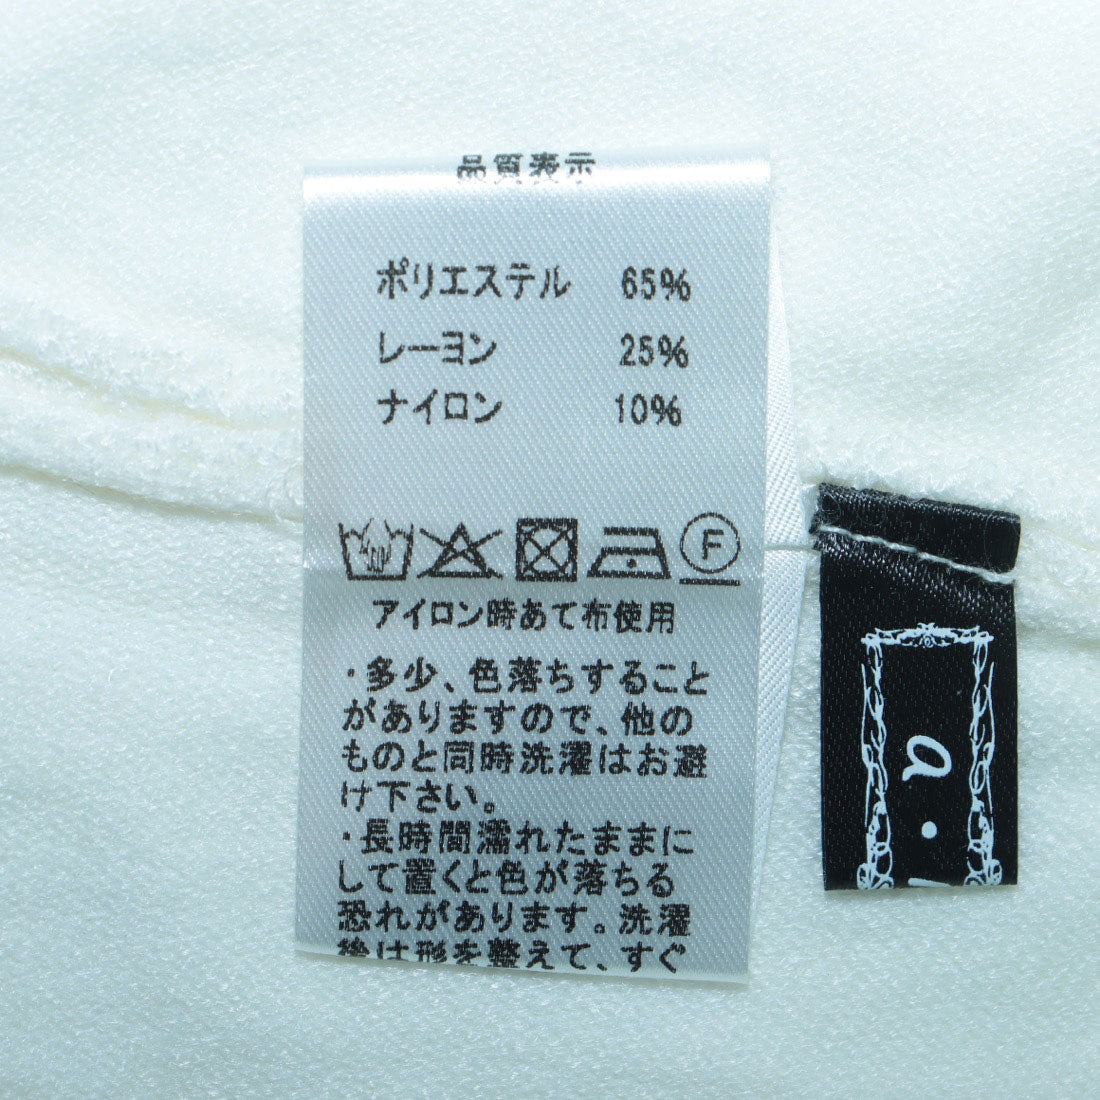 品質表示
ポリエステル 65%
レーヨン 25%
ナイロン 10%
F
アイロン時あて布使用
・多少、色落ちすること
がありますので、他の
ものと同時洗濯はお避
け下さい。
・長時間濡れたままに
して置くと色が落ちる
恐れがあります。洗濯
後は形を整えて、すぐ
a・